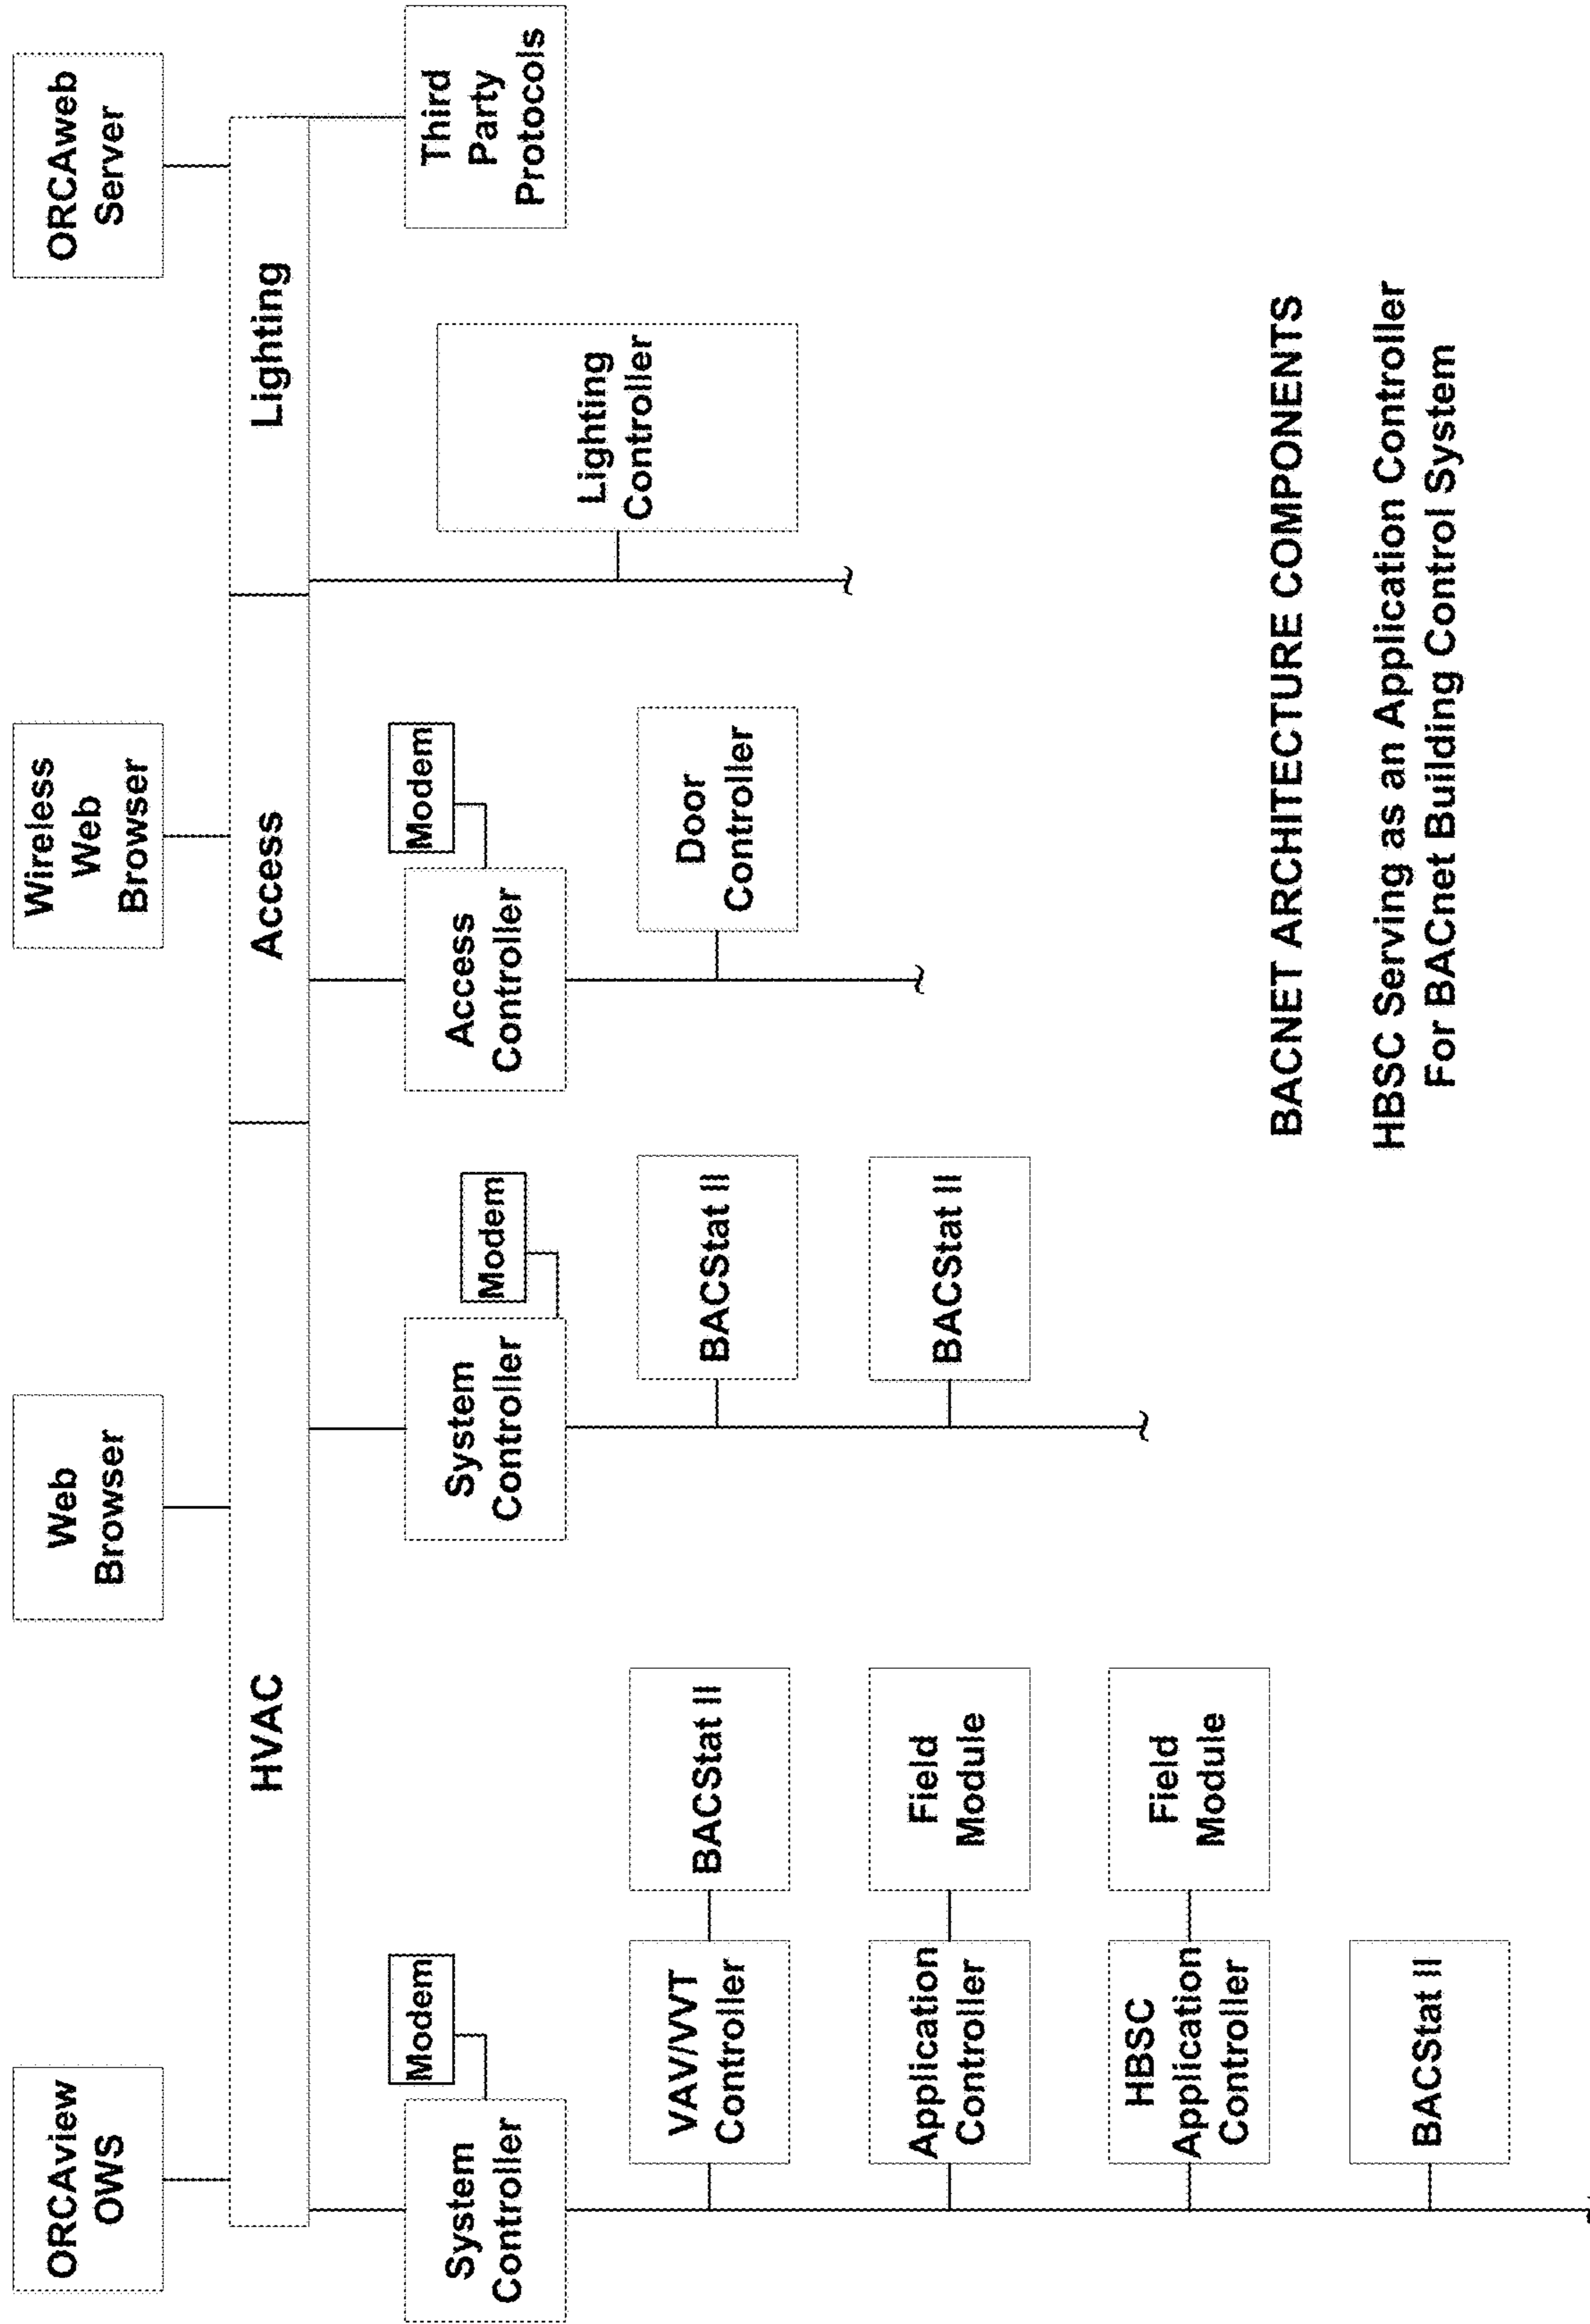 ORCAview
OWS
Web
Browser
Wireless
Web
Browser
ORCAweb
Server
HVAC
Access
Lighting
System
Controller
Modem
System
Controller
Modem
Access
Controller
Modem
Third
Party
Protocols
VAV/VVT
Controller
BACStat II
BACStat II
Door
Controller
Lighting
Controller
Application
Controller
Field
Module
BACStat II
HBSC
Application
Controller
Field
Module
BACStat II
BACNET ARCHITECTURE COMPONENTS
HBSC Serving as an Application Controller
For BACnet Building Control System